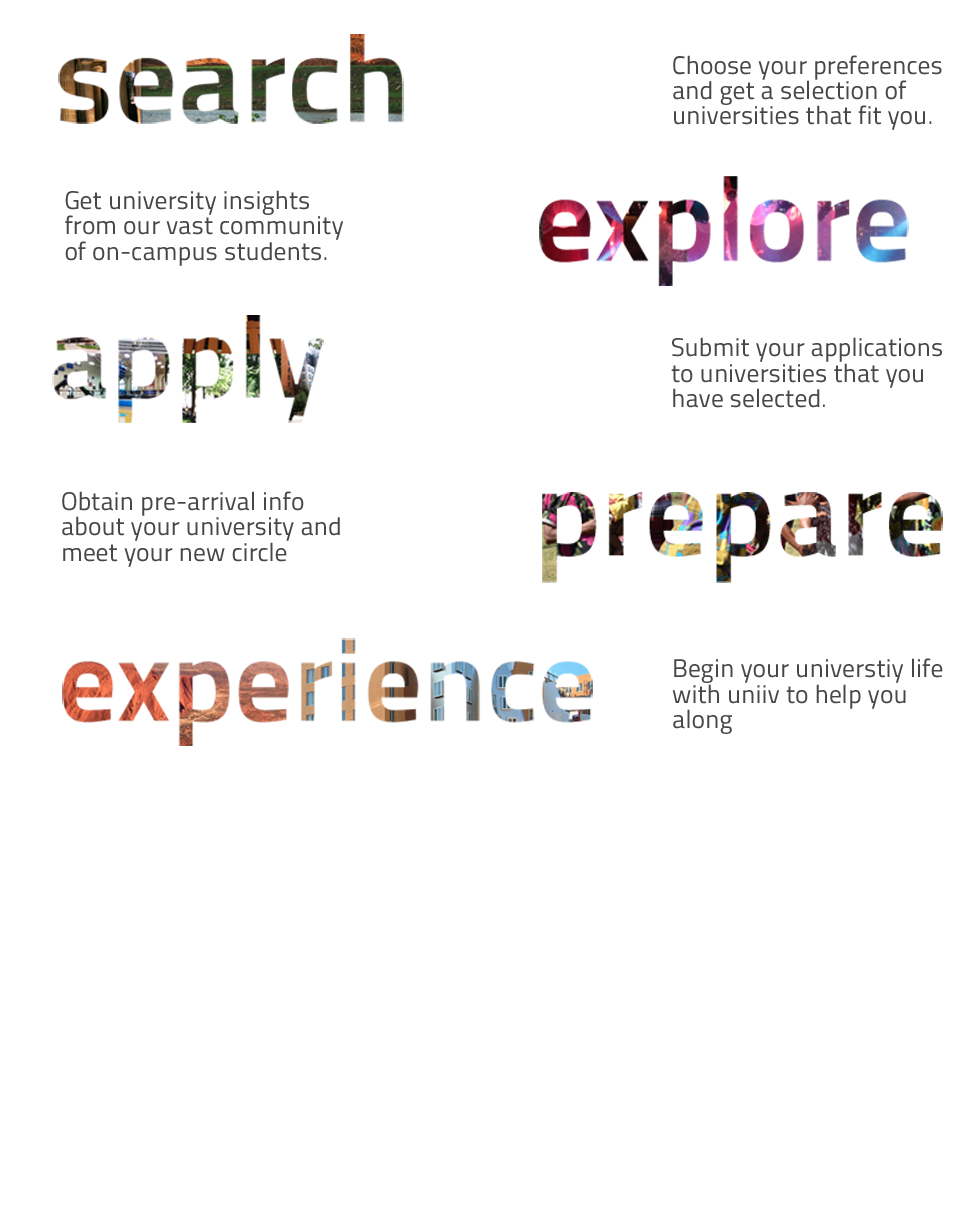 search
Choose your preferences
and get a selection of
universities that fit you.
Get university insights
from our vast community
of on-campus students.
explore
apply
Submit your applications
to universities that you
have selected.
Obtain pre-arrival info
about your university and
meet your new circle
prepare
experience
Begin your universtiy life
with uniiv to help you
along